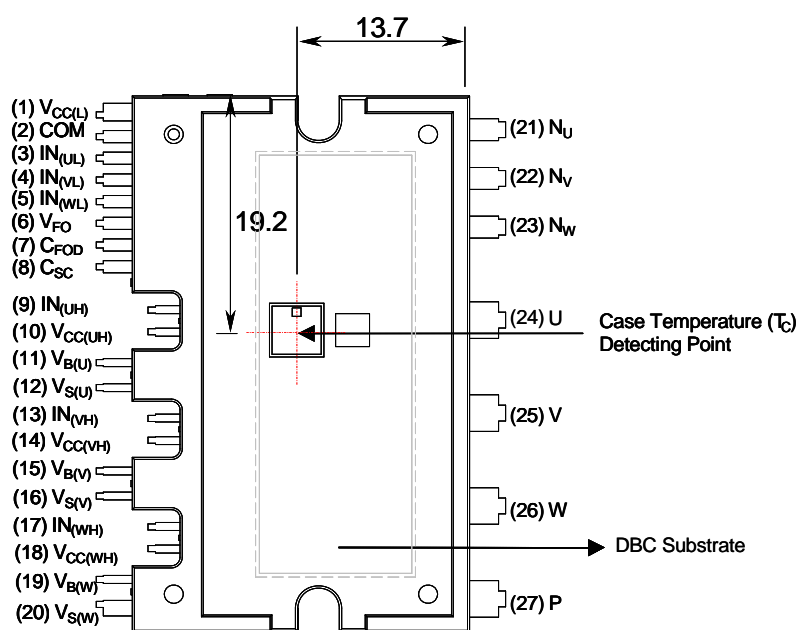 13.7
19.2
(1) VCC(L)
(2) COM
(3) IN(UL)
(4) IN(VL)
(5) IN(WL)
(6) VFO
(7) CFOD
(8) CSC
(9) IN(UH)
(10) VCC(UH)
(11) VB(U)
(12) VS(U)
(13) IN(VH)
(14) VCC(VH)
(15) VB(V)
(16) VS(V)
(17) IN(WH)
(18) VCC(WH)
(19) VB(W)
(20) VS(W)
(21) NU
(22) NV
(23) NW
(24) U
(25) V
(26) W
(27) P
Case Temperature (TC)
Detecting Point
DBC Substrate